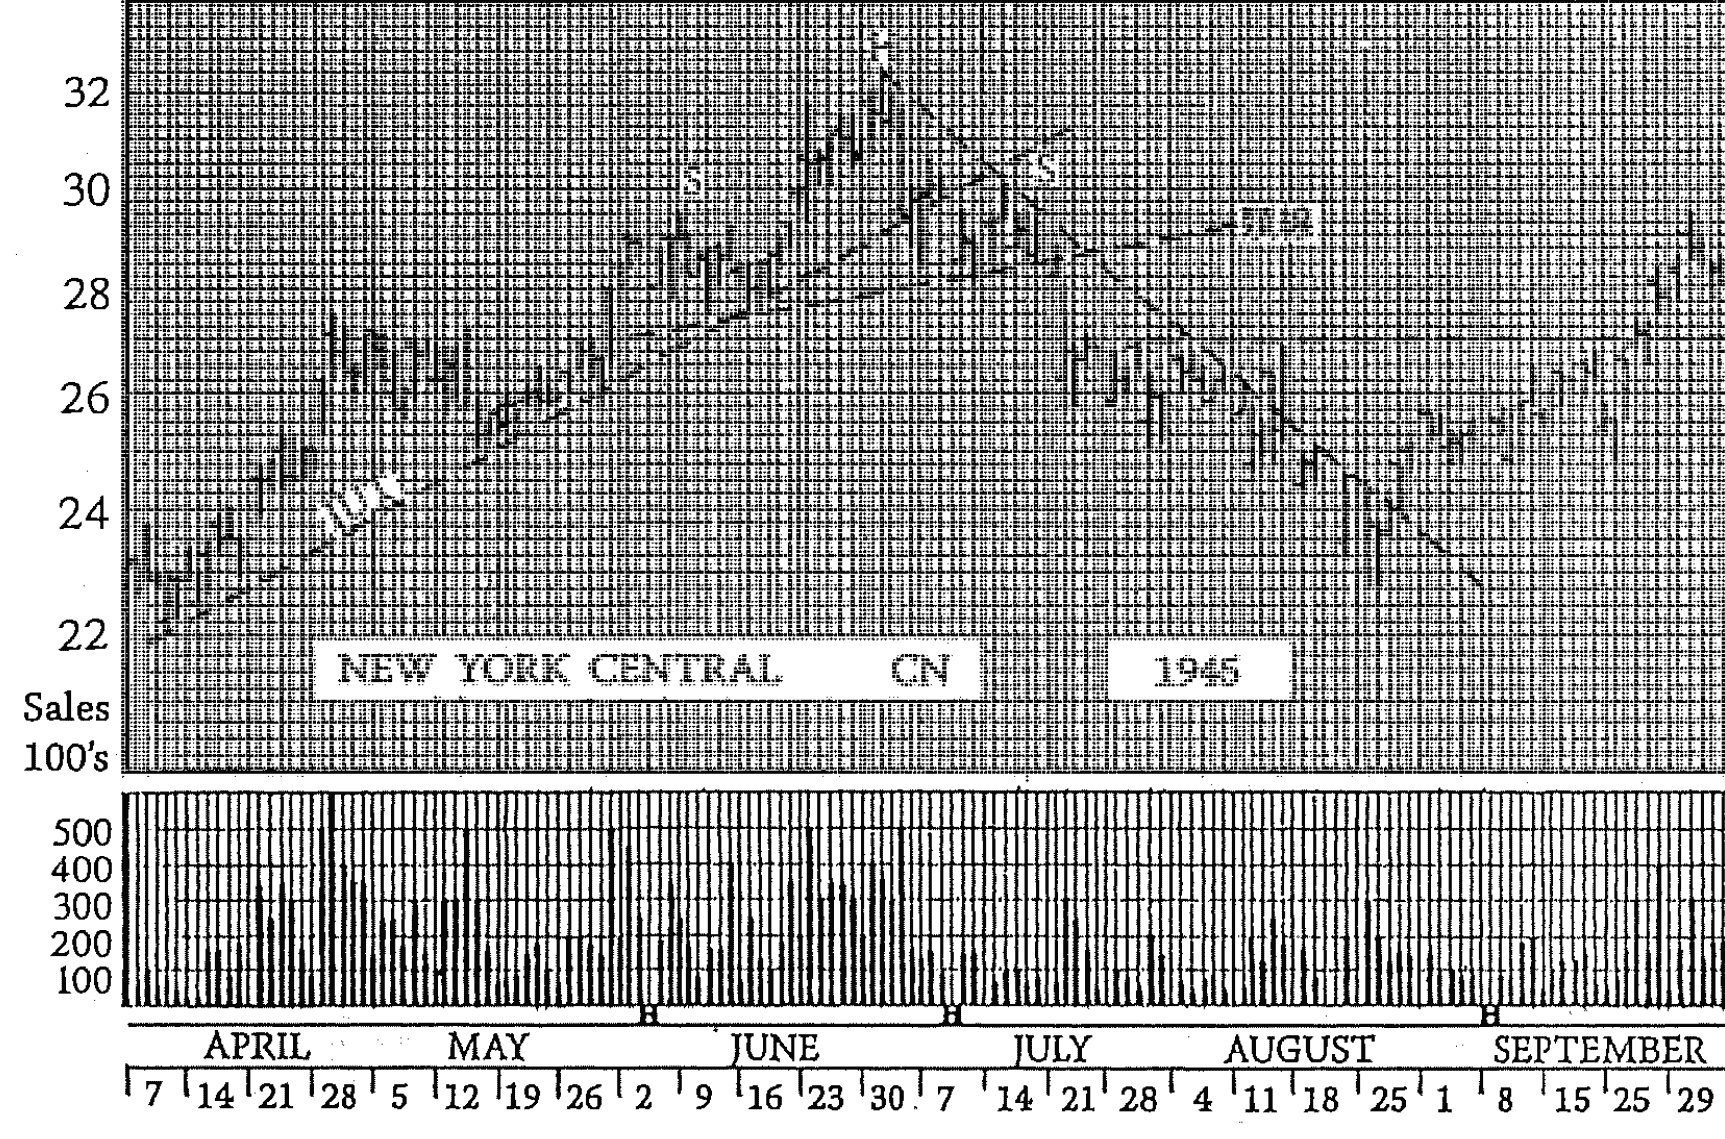 32
S
30
S
28
26
24
22
NEW YORK CENTRAL CN 1945
Sales
100's
500
400
300
200
100
H H H
APRIL MAY JUNE JULY AUGUST SEPTEMBER
7 14 21 28 5 12 19 26 2 9 16 23 30 7 14 21 28 4 11 18 25 1 8 15 25 29